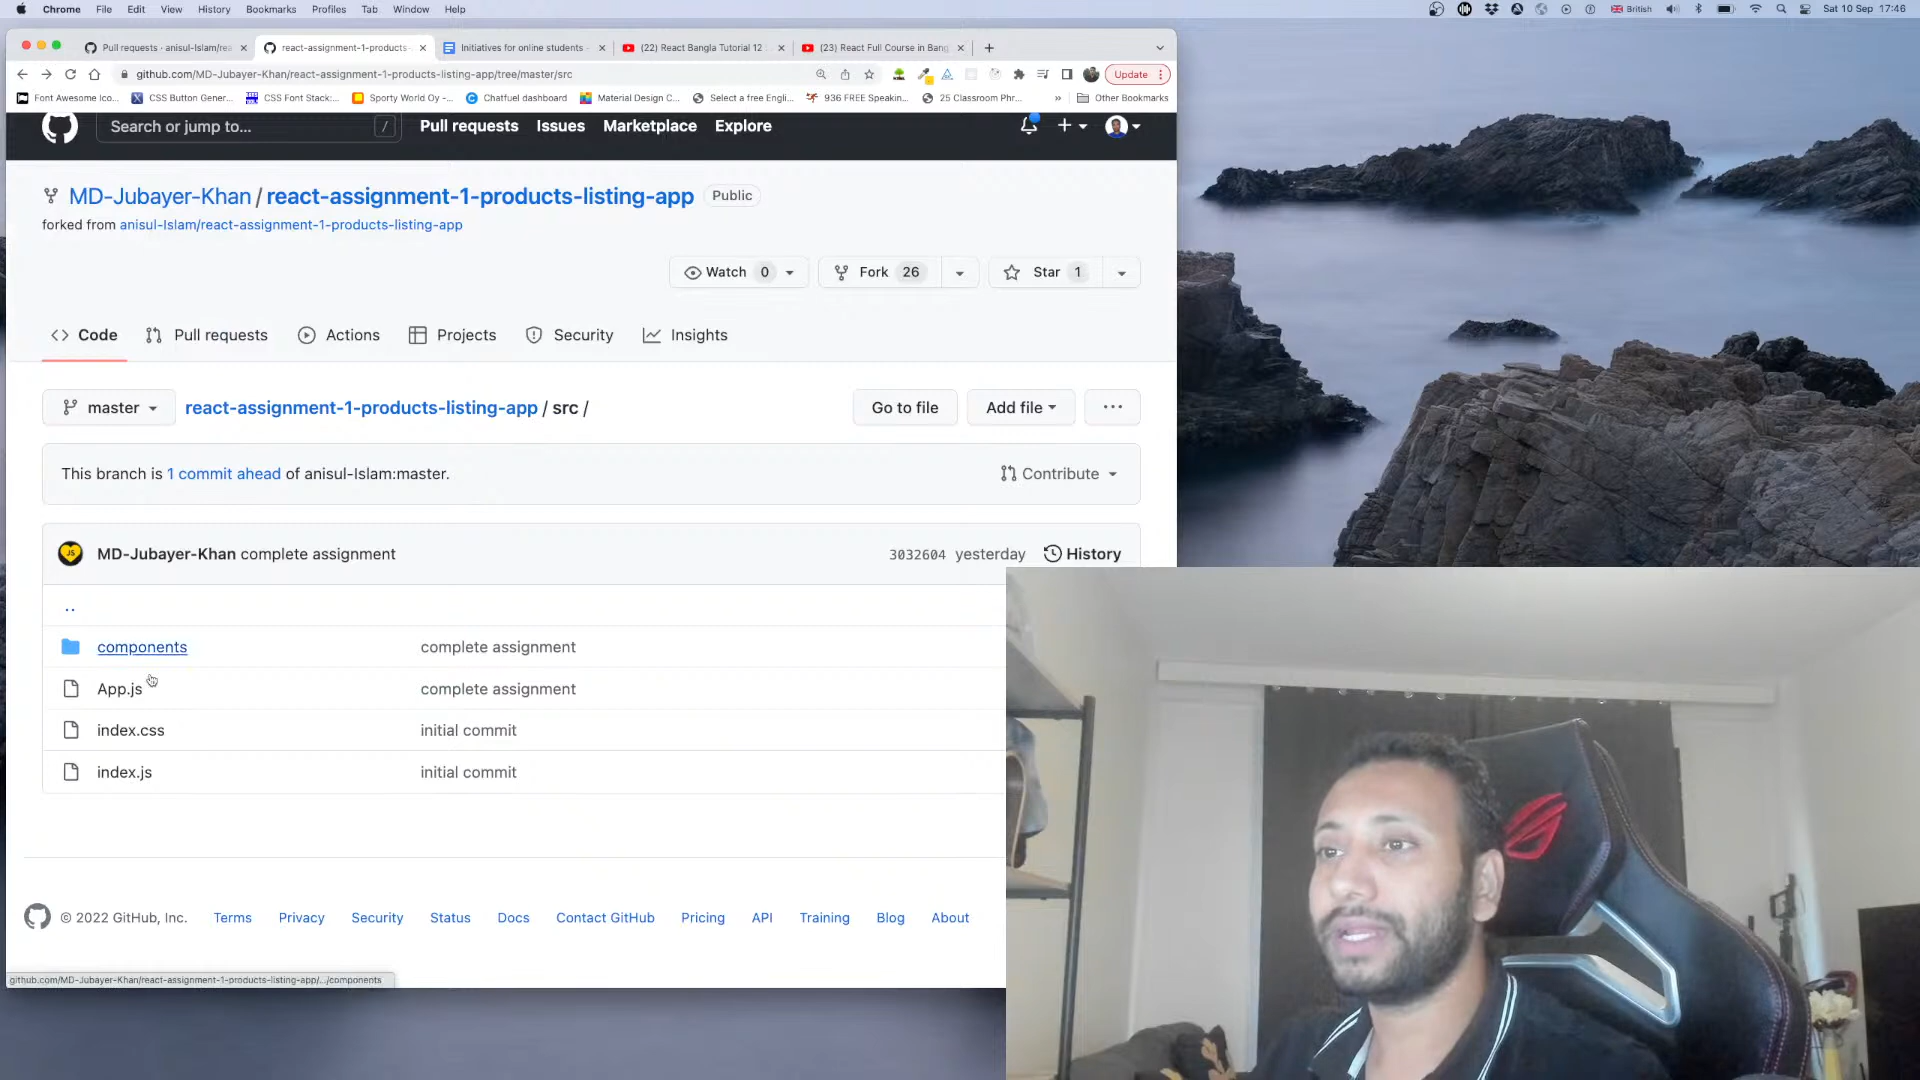 Chrome File Edit View History Bookmarks Profiles Tab Window Help British Sat 10 Sep 17:46
Pull requests · anisul-Islam/rea react-assignment-1-products- Initiatives for online students - (22) React Bangla Tutorial 12 (23) React Full Course in Bang
github.com/MD-Jubayer-Khan/react-assignment-1-products-listing-app/tree/master/src Update
Font Awesome Ico... CSS Button Gener... CSS Font Stack:... Sporty World Oy -... Chatfuel dashboard Material Design C... Select a free Engli... 936 FREE Speakin... 25 Classroom Phr... » Other Bookmarks
Search or jump to... / Pull requests Issues Marketplace Explore
MD-Jubayer-Khan / react-assignment-1-products-listing-app Public
forked from anisul-Islam/react-assignment-1-products-listing-app
Watch 0 Fork 26 Star 1
Code Pull requests Actions Projects Security Insights
master react-assignment-1-products-listing-app / src / Go to file Add file ...
This branch is 1 commit ahead of anisul-Islam:master. Contribute
JS MD-Jubayer-Khan complete assignment 3032604 yesterday History
..
components complete assignment
App.js complete assignment
index.css initial commit
index.js initial commit
© 2022 GitHub, Inc. Terms Privacy Security Status Docs Contact GitHub Pricing API Training Blog About
github.com/MD-Jubayer-Khan/react-assignment-1-products-listing-app/.../components